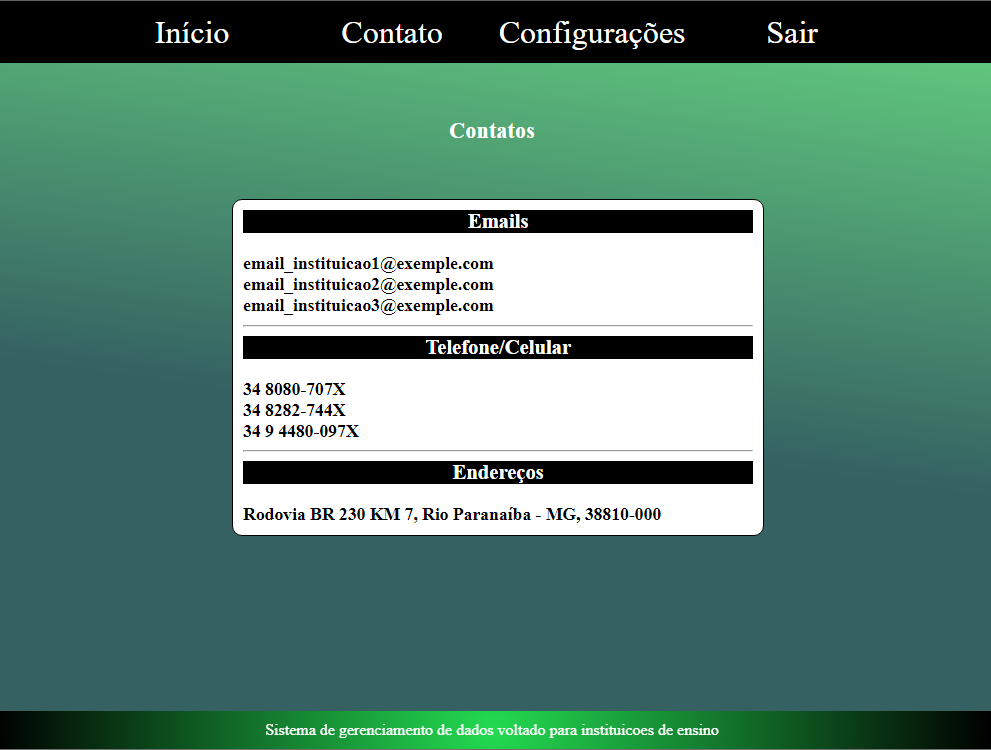 Início Contato Configurações Sair
Contatos
Emails
email_instituicao1@exemple.com
email_instituicao2@exemple.com
email_instituicao3@exemple.com
Telefone/Celular
34 8080-707X
34 8282-744X
34 9 4480-097X
Endereços
Rodovia BR 230 KM 7, Rio Paranaíba - MG, 38810-000
Sistema de gerenciamento de dados voltado para instituicoes de ensino